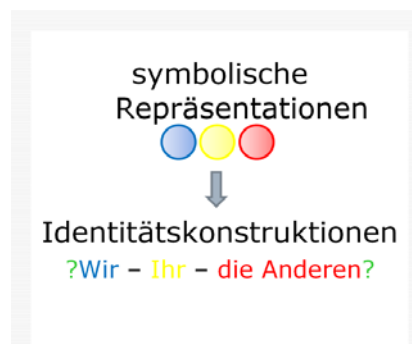 symbolische
Repräsentationen
Identitätskonstruktionen
?Wir – Ihr – die Anderen?